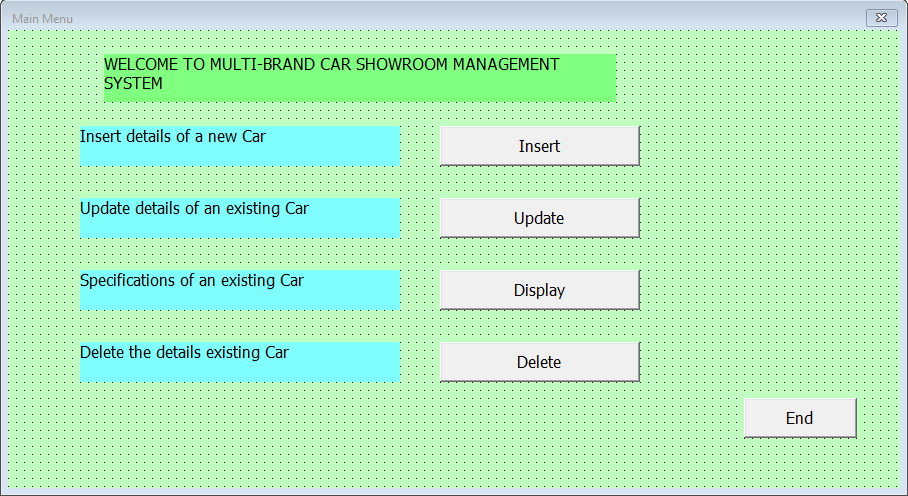 Main Menu
WELCOME TO MULTI-BRAND CAR SHOWROOM MANAGEMENT
SYSTEM
Insert details of a new Car
Insert
Update details of an existing Car
Update
Specifications of an existing Car
Display
Delete the details existing Car
Delete
End